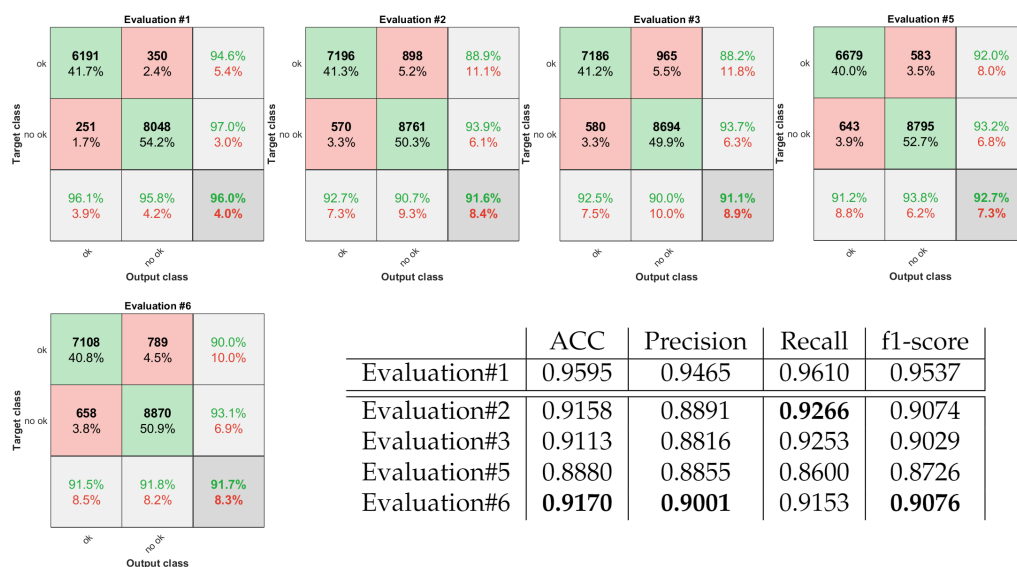 Evaluation #1
ok 6191 350 94.6%
41.7% 2.4% 5.4%
no ok 251 8048 97.0%
1.7% 54.2% 3.0%
96.1% 95.8% 96.0%
3.9% 4.2% 4.0%
ok no ok
Output class
Target class
Evaluation #2
ok 7196 898 88.9%
41.3% 5.2% 11.1%
no ok 570 8761 93.9%
3.3% 50.3% 6.1%
92.7% 90.7% 91.6%
7.3% 9.3% 8.4%
ok no ok
Output class
Target class
Evaluation #3
ok 7186 965 88.2%
41.2% 5.5% 11.8%
no ok 580 8694 93.7%
3.3% 49.9% 6.3%
92.5% 90.0% 91.1%
7.5% 10.0% 8.9%
ok no ok
Output class
Target class
Evaluation #5
ok 6679 583 92.0%
40.0% 3.5% 8.0%
no ok 643 8795 93.2%
3.9% 52.7% 6.8%
91.2% 93.8% 92.7%
8.8% 6.2% 7.3%
ok no ok
Output class
Target class
Evaluation #6
ok 7108 789 90.0%
40.8% 4.5% 10.0%
no ok 658 8870 93.1%
3.8% 50.9% 6.9%
91.5% 91.8% 91.7%
8.5% 8.2% 8.3%
ok no ok
Output class
Target class
ACC Precision Recall f1-score
Evaluation#1 0.9595 0.9465 0.9610 0.9537
Evaluation#2 0.9158 0.8891 0.9266 0.9074
Evaluation#3 0.9113 0.8816 0.9253 0.9029
Evaluation#5 0.8880 0.8855 0.8600 0.8726
Evaluation#6 0.9170 0.9001 0.9153 0.9076